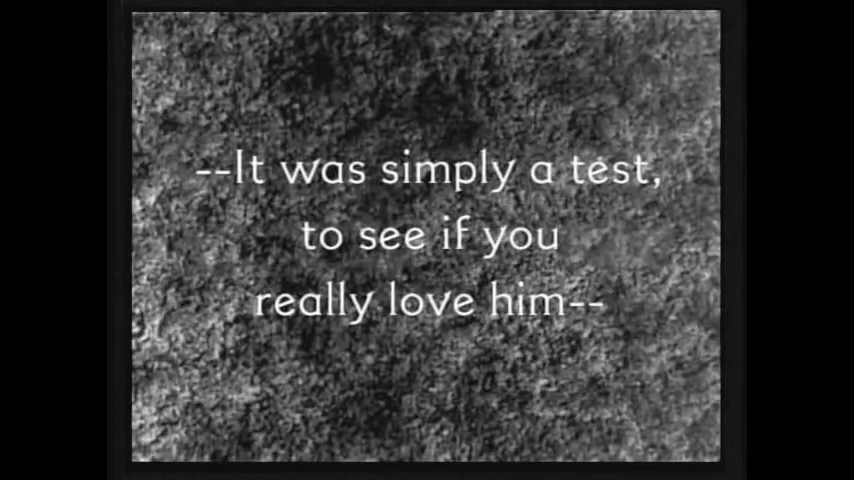 --It was simply a test,
to see if you
really love him--